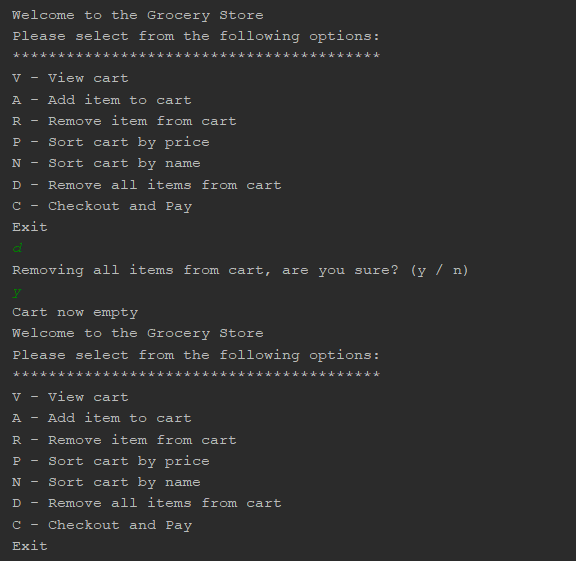 Welcome to the Grocery Store
Please select from the following options:
*****************************************
V - View cart
A - Add item to cart
R - Remove item from cart
P - Sort cart by price
N - Sort cart by name
D - Remove all items from cart
C - Checkout and Pay
Exit
d
Removing all items from cart, are you sure? (y / n)
y
Cart now empty
Welcome to the Grocery Store
Please select from the following options:
*****************************************
V - View cart
A - Add item to cart
R - Remove item from cart
P - Sort cart by price
N - Sort cart by name
D - Remove all items from cart
C - Checkout and Pay
Exit